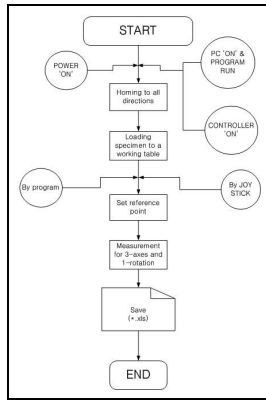 START
POWER
'ON'
PC 'ON' &
PROGRAM
RUN
Homing to all
directions
CONTROLLER
'ON'
Loading
specimen to a
working table
By program
By JOY
STICK
Set reference
point
Measurement
for 3-axes and
1-rotation
Save
(*.xls)
END